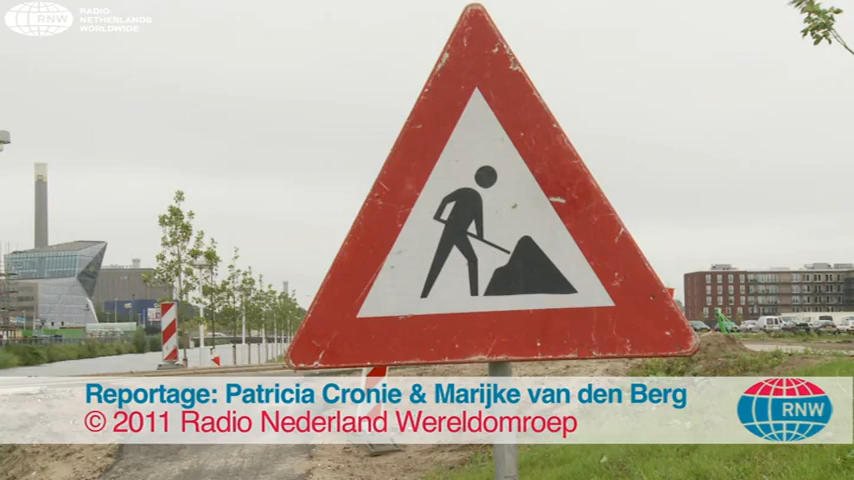 RNW
RADIO
NETHERLANDS
WORLDWIDE
Reportage: Patricia Cronie & Marijke van den Berg
© 2011 Radio Nederland Wereldomroep
RNW